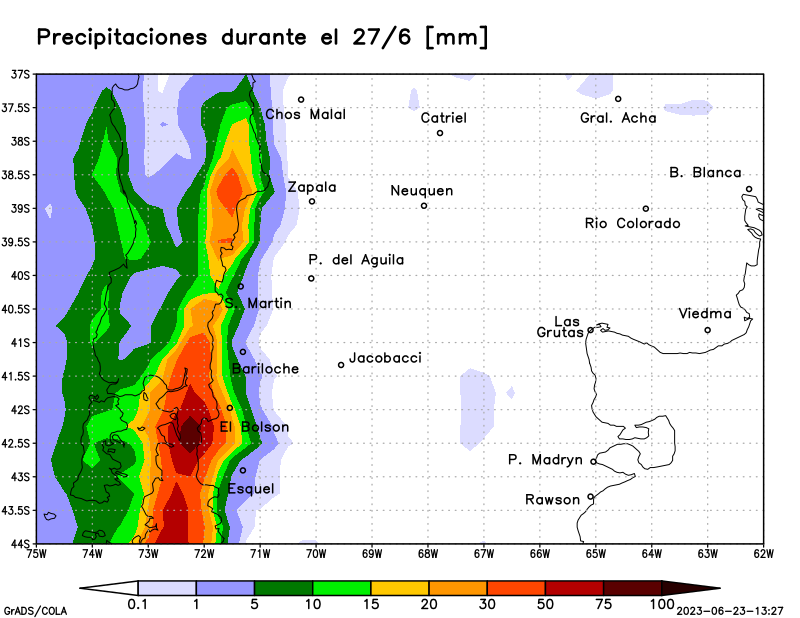 Precipitaciones durante el 27/6 [mm]
37S
37.5S
38S
38.5S
39S
39.5S
40S
40.5S
41S
41.5S
42S
42.5S
43S
43.5S
44S
Chos Malal
Catriel
Gral. Acha
B. Blanca
Zapala
Neuquen
Rio Colorado
P. del Aguila
S. Martin
Viedma
Las
Grutas
Bariloche
Jacobacci
El Bolson
P. Madryn
Esquel
Rawson
75W 74W 73W 72W 71W 70W 69W 68W 67W 66W 65W 64W 63W 62W
0.1 1 5 10 15 20 30 50 75 100
GrADS/COLA
2023-06-23-13:27